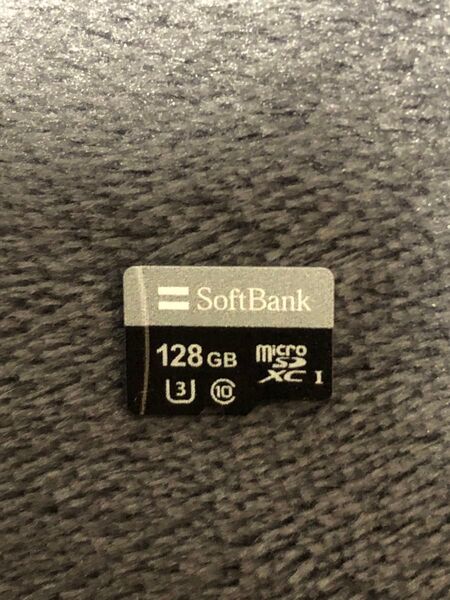 SoftBank
128GB micro SD XC I
3 10